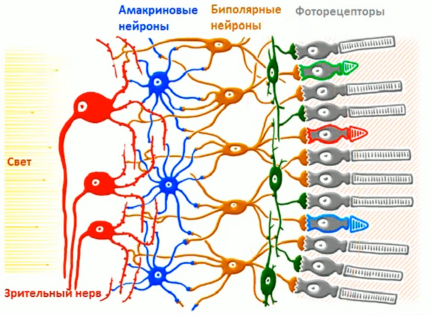 Амакриновые
нейроны
Биполярные
нейроны
Фоторецепторы
Свет
Зрительный нерв